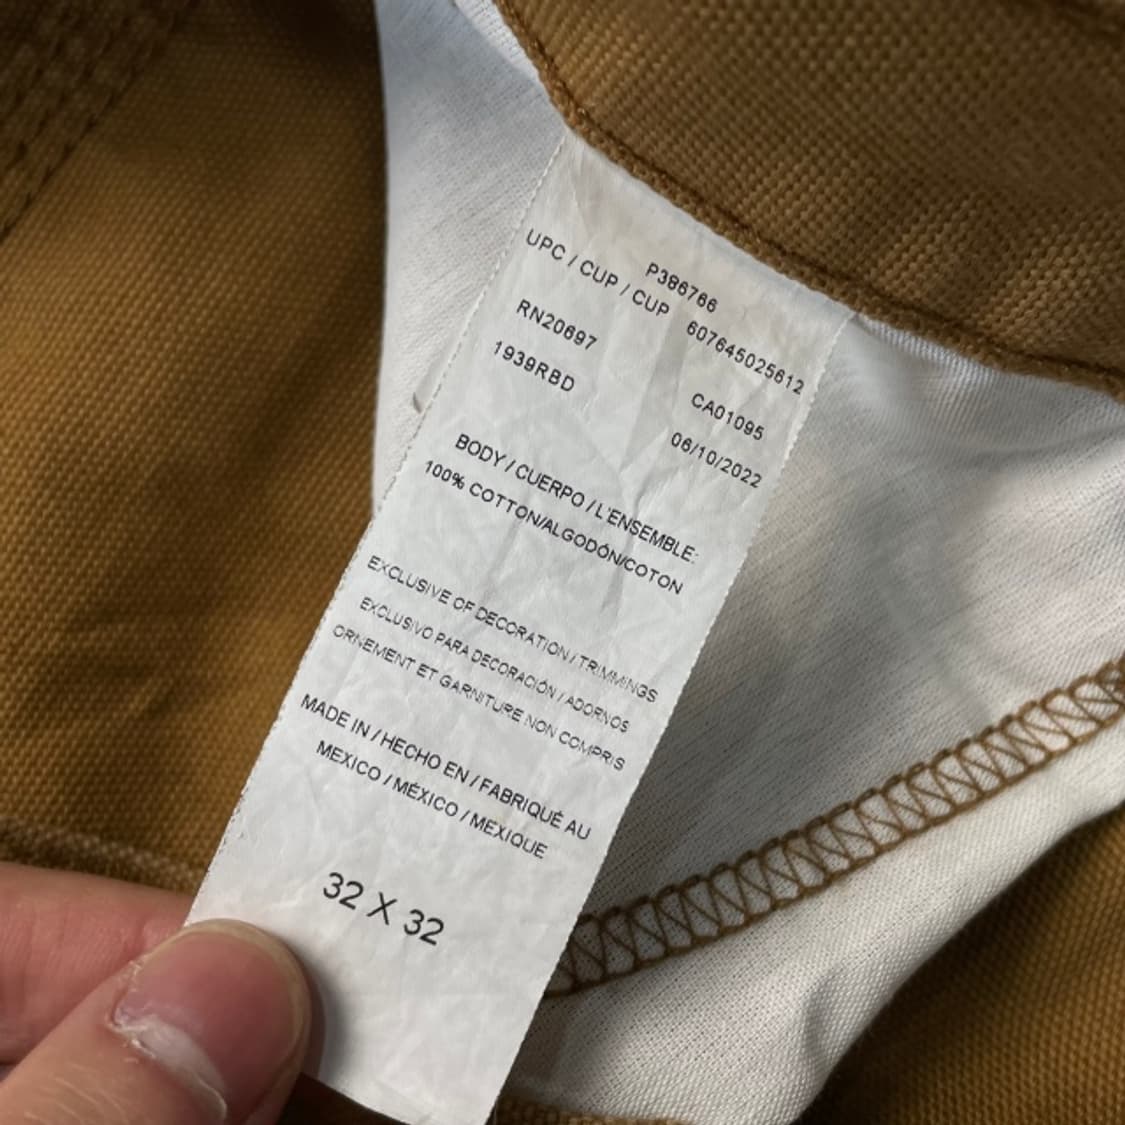 P386766
UPC / CUP / CUP 607645025612
RN20697 CA01095
1939RBD 06/10/2022
BODY / CUERPO / L'ENSEMBLE:
100% COTTON/ALGODÓN/COTON
EXCLUSIVE OF DECORATION / TRIMMINGS
EXCLUSIVO PARA DECORACIÓN / ADORNOS
ORNEMENT ET GARNITURE NON COMPRIS
MADE IN / HECHO EN / FABRIQUÉ AU
MEXICO / MÉXICO / MEXIQUE
32 X 32